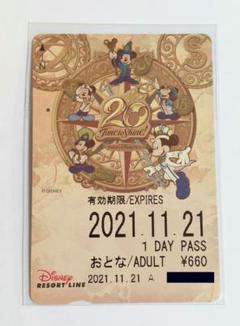 20
Time to Shine!
©DISNEY
有効期限/EXPIRES
2021.11.21
1 DAY PASS
おとな/ADULT ¥660
Disney
RESORT LINE
2021.11.21 A